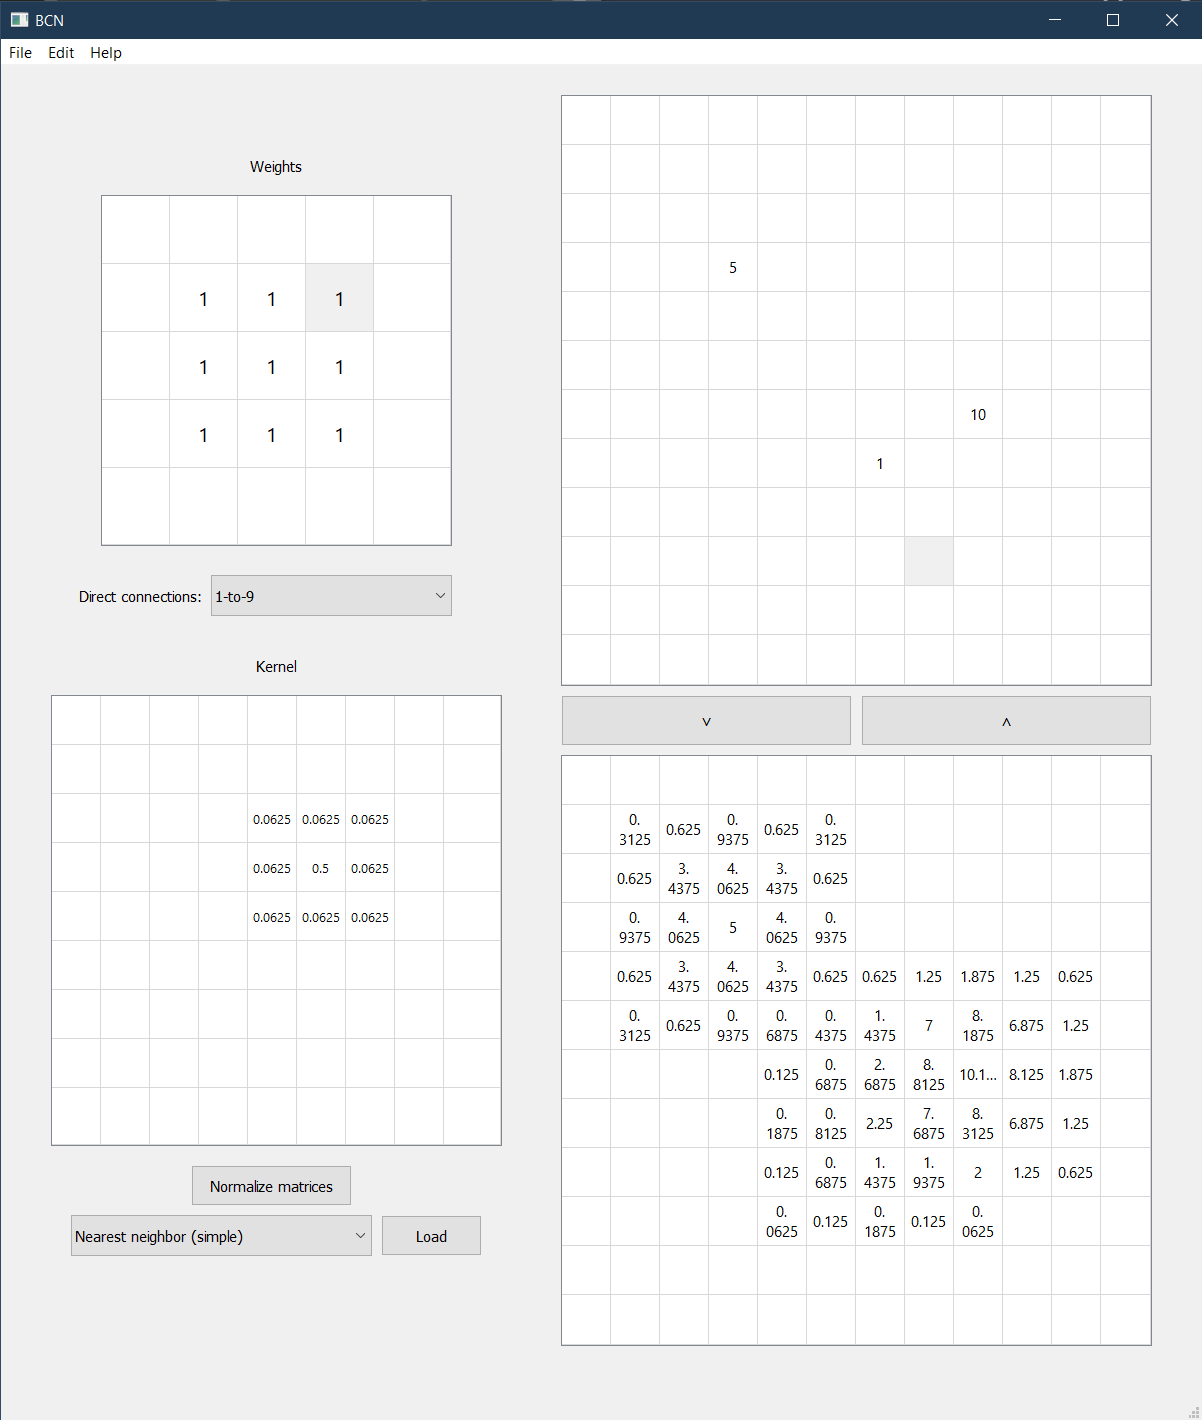 BCN
File Edit Help
Weights
1 1 1
1 1 1
1 1 1
Direct connections: 1-to-9
Kernel
0.0625 0.0625 0.0625
0.0625 0.5 0.0625
0.0625 0.0625 0.0625
Normalize matrices
Nearest neighbor (simple) Load
5
10
1
v ^
0.3125 0.625 0.9375 0.625 0.3125
0.625 3.4375 4.0625 3.4375 0.625
0.9375 4.0625 5 4.0625 0.9375
0.625 3.4375 4.0625 3.4375 0.625 0.625 1.25 1.875 1.25 0.625
0.3125 0.625 0.9375 0.6875 0.4375 1.4375 7 8.1875 6.875 1.25
0.125 0.6875 2.6875 8.8125 10.1... 8.125 1.875
0.1875 0.8125 2.25 7.6875 8.3125 6.875 1.25
0.125 0.6875 1.4375 1.9375 2 1.25 0.625
0.0625 0.125 0.1875 0.125 0.0625